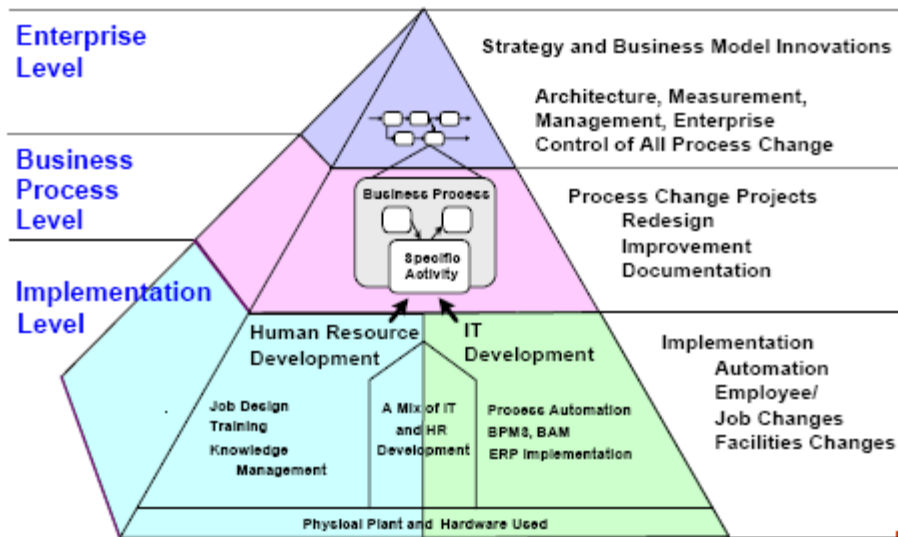 Enterprise
Level
Strategy and Business Model Innovations
Architecture, Measurement,
Management, Enterprise
Control of All Process Change
Business
Process
Level
Business Process
Specific
Activity
Process Change Projects
Redesign
Improvement
Documentation
Implementation
Level
Human Resource
Development
IT
Development
Job Design
Training
Knowledge
Management
A Mix of IT
and HR
Development
Process Automation
BPMS, BAM
ERP Implementation
Implementation
Automation
Employee/
Job Changes
Facilities Changes
Physical Plant and Hardware Used